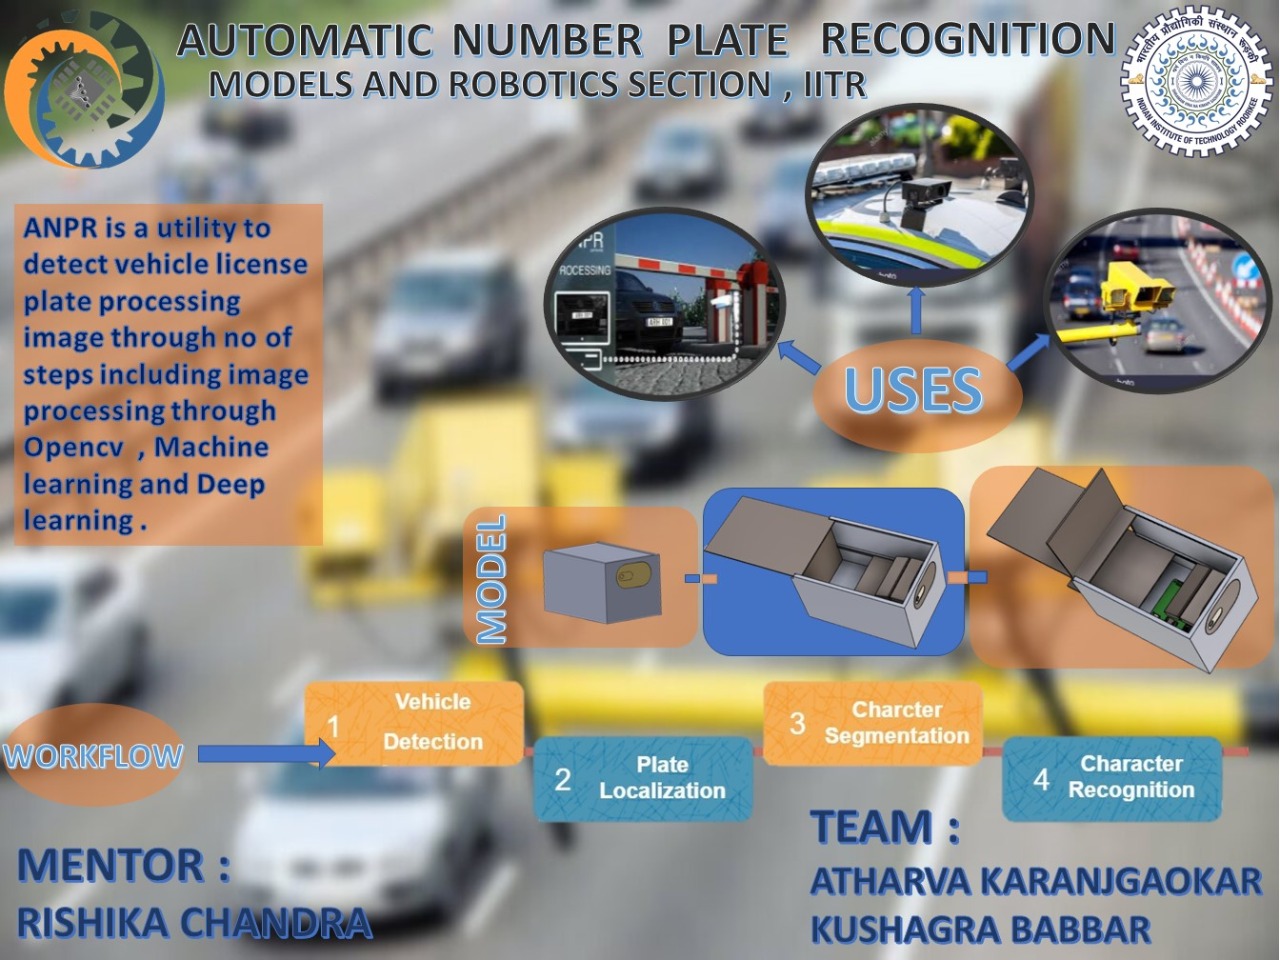 AUTOMATIC NUMBER PLATE RECOGNITION
MODELS AND ROBOTICS SECTION , IITR
भारतीय प्रौद्योगिकी संस्थान रूड़की
INDIAN INSTITUTE OF TECHNOLOGY ROORKEE
ANPR is a utility to
detect vehicle license
plate processing
image through no of
steps including image
processing through
Opencv , Machine
learning and Deep
learning .
NPR
ROCESSING
USES
MODEL
WORKFLOW
1 Vehicle
Detection
2 Plate
Localization
3 Charcter
Segmentation
4 Character
Recognition
MENTOR :
RISHIKA CHANDRA
TEAM :
ATHARVA KARANJGAOKAR
KUSHAGRA BABBAR